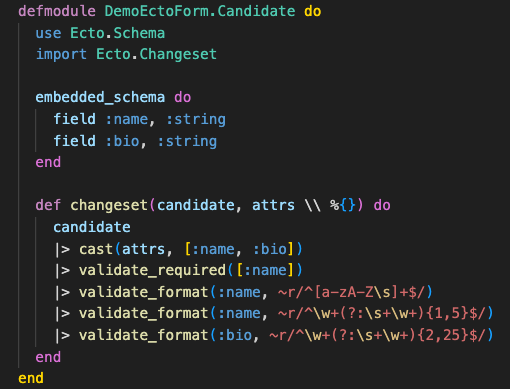 defmodule DemoEctoForm.Candidate do
  use Ecto.Schema
  import Ecto.Changeset

  embedded_schema do
    field :name, :string
    field :bio, :string
  end

  def changeset(candidate, attrs \\ %{}) do
    candidate
    |> cast(attrs, [:name, :bio])
    |> validate_required([:name])
    |> validate_format(:name, ~r/^[a-zA-Z\s]+$/)
    |> validate_format(:name, ~r/^\w+(?:\s+\w+){1,5}$/)
    |> validate_format(:bio, ~r/^\w+(?:\s+\w+){2,25}$/)
  end
end